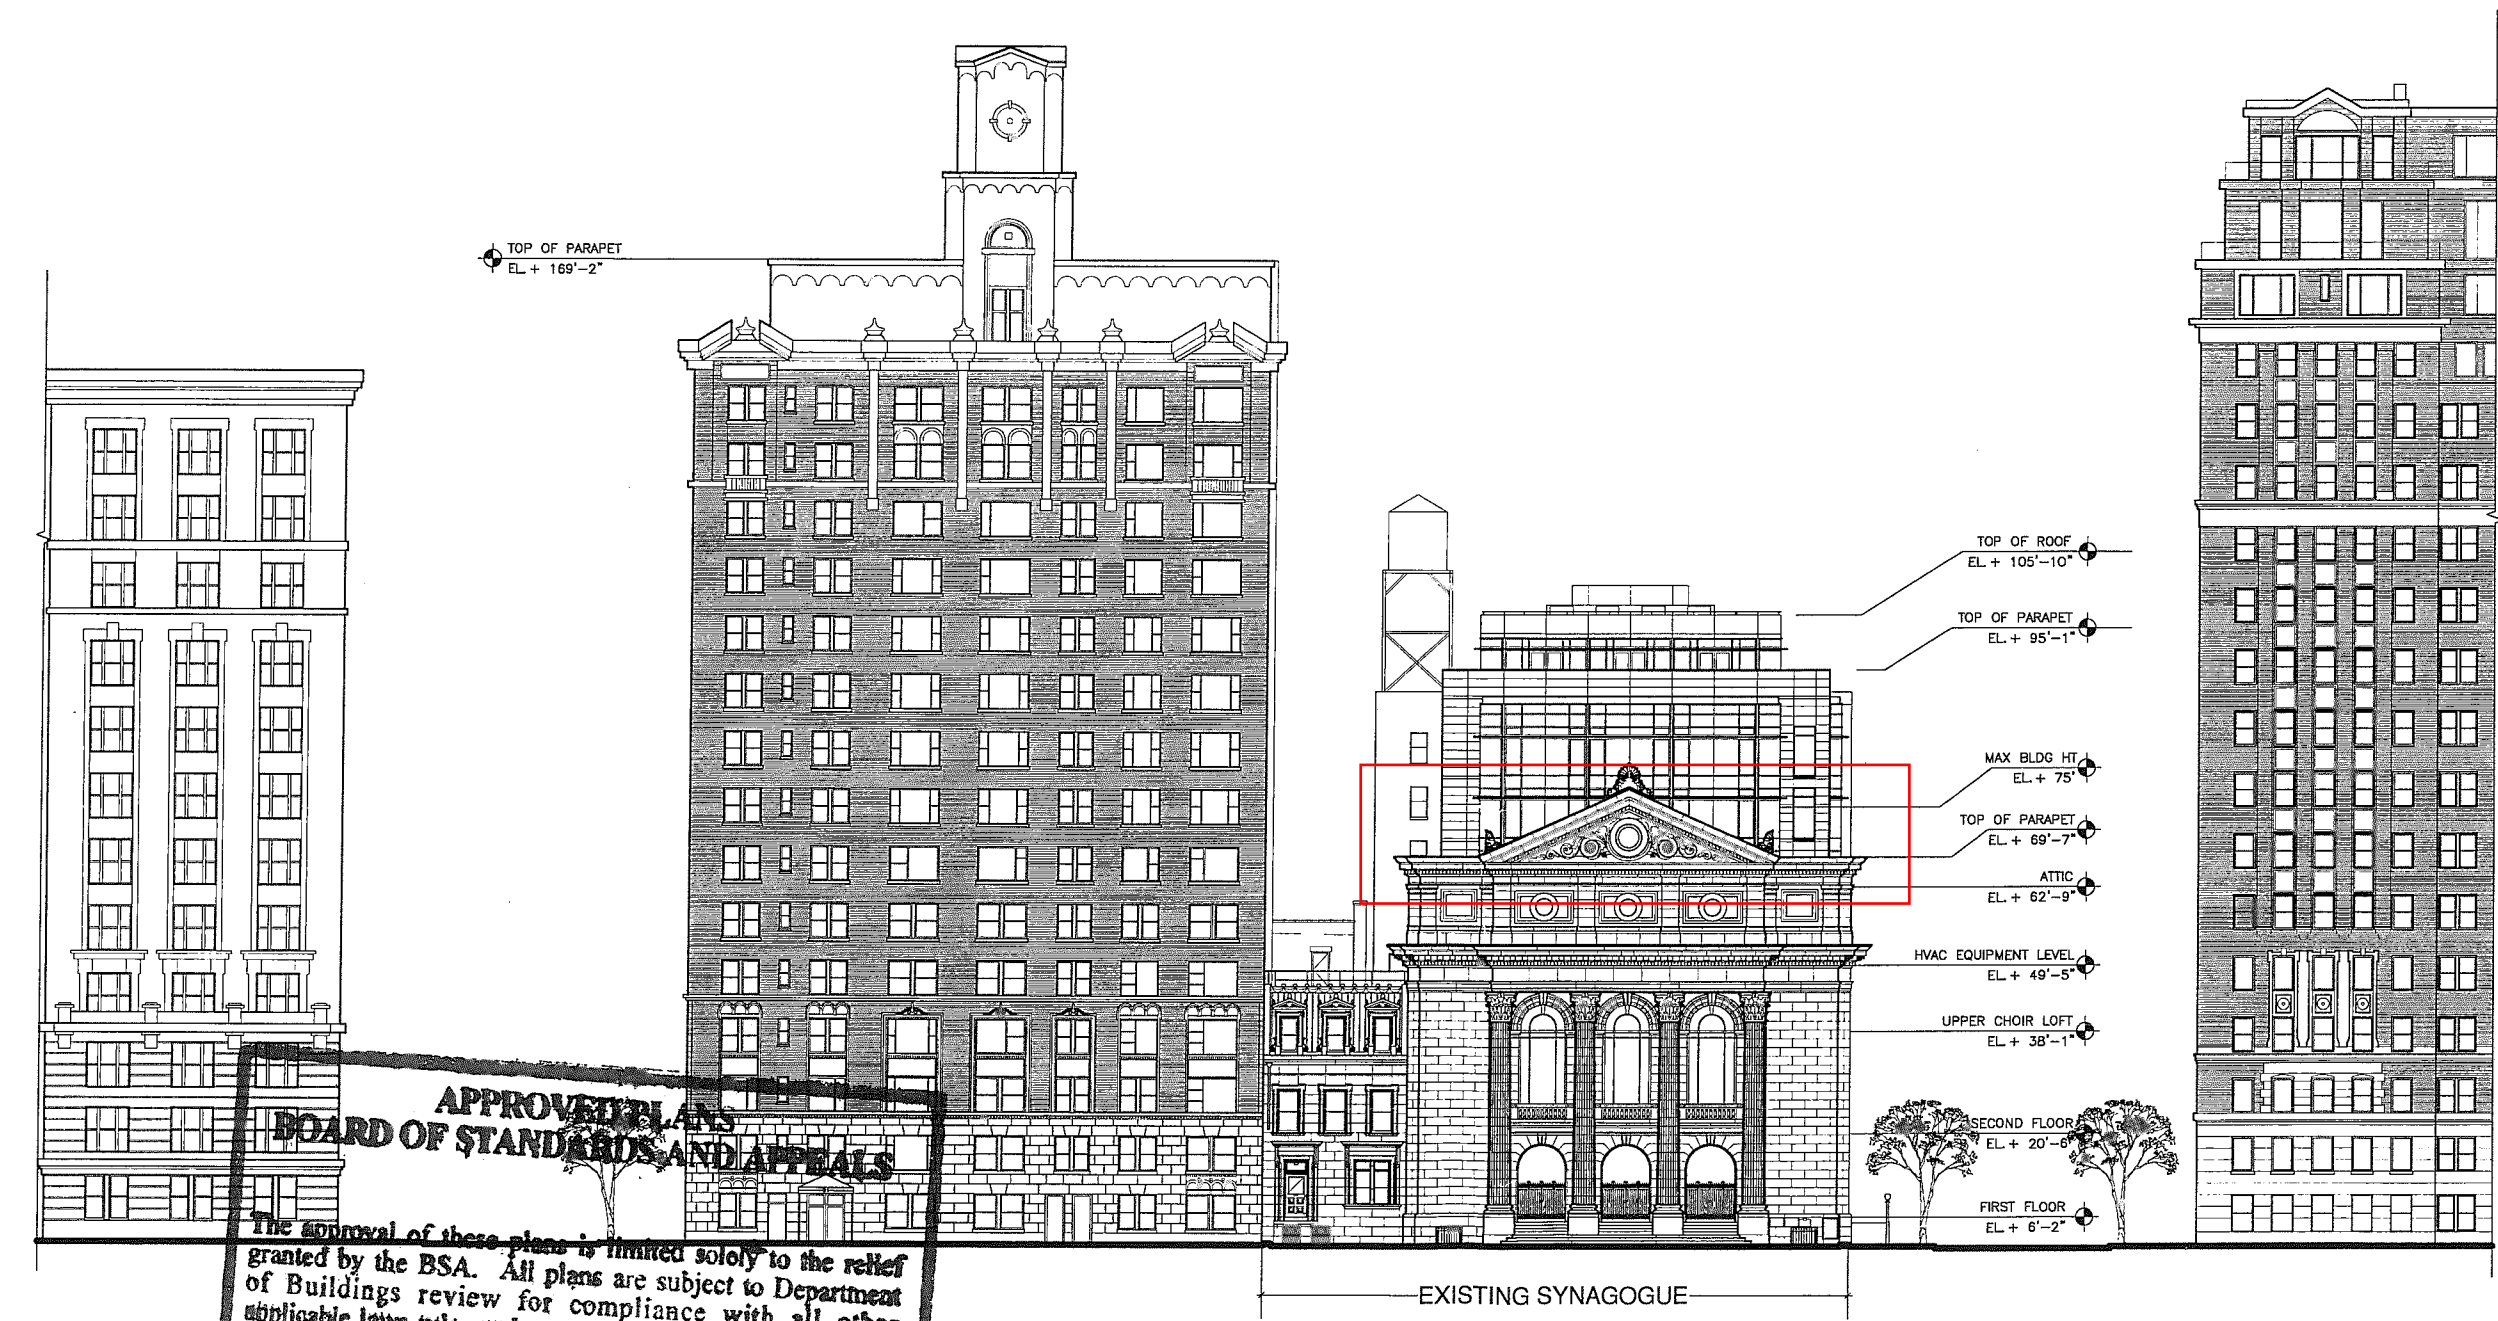 TOP OF PARAPET
EL. + 169'-2"
TOP OF ROOF
EL. + 105'-10"
TOP OF PARAPET
EL. + 95'-1"
MAX BLDG HT
EL. + 75'
TOP OF PARAPET
EL. + 69'-7"
ATTIC
EL. + 62'-9"
HVAC EQUIPMENT LEVEL
EL. + 49'-5"
UPPER CHOIR LOFT
EL. + 38'-1"
SECOND FLOOR
EL. + 20'-6"
FIRST FLOOR
EL. + 6'-2"
APPROVED PLANS
BOARD OF STANDARDS AND APPEALS
The approval of these plans is limited solely to the relief
granted by the BSA. All plans are subject to Department
of Buildings review for compliance with all other
applicable laws
EXISTING SYNAGOGUE